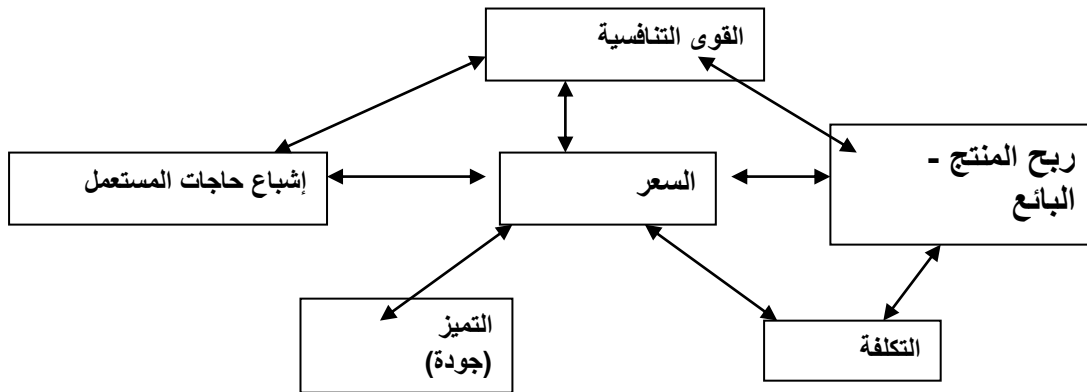 القوى التنافسية
ربح المنتج -
البائع
السعر
إشباع حاجات المستعمل
التكلفة
التميز
(جودة)